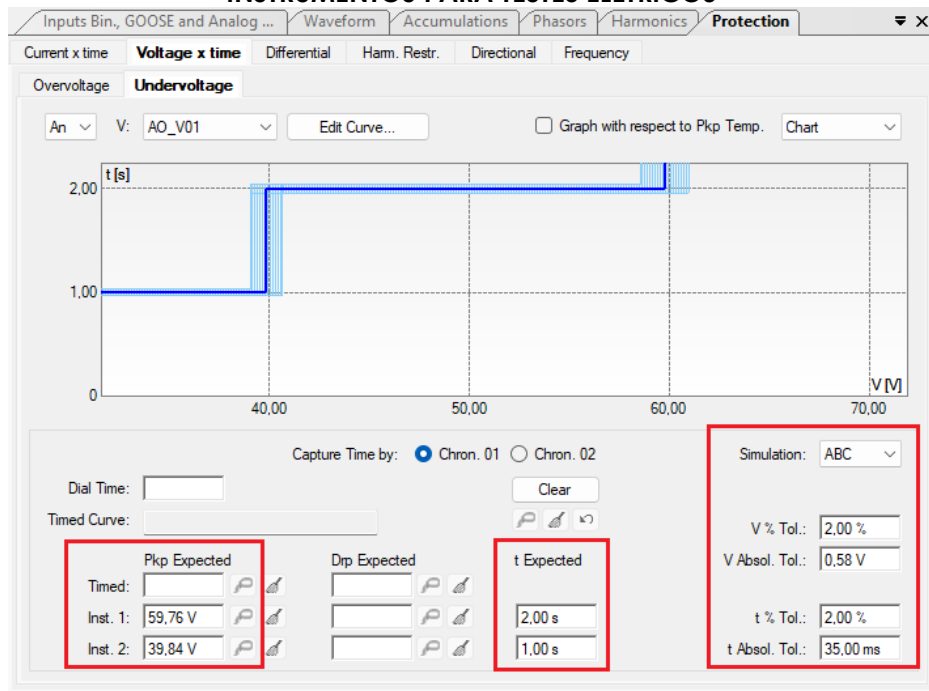 INSTRUMENTOS PARA TESTES ELÉTRICOS
Inputs Bin., GOOSE and Analog ... Waveform Accumulations Phasors Harmonics Protection
Current x time Voltage x time Differential Harm. Restr. Directional Frequency
Overvoltage Undervoltage
An V: AO_V01 Edit Curve... Graph with respect to Pkp Temp. Chart
t [s]
2,00
1,00
0
V [V]
40,00 50,00 60,00 70,00
Capture Time by: Chron. 01 Chron. 02 Simulation: ABC
Dial Time: Clear
Timed Curve: V % Tol.: 2,00 %
Pkp Expected Drp Expected t Expected V Absol. Tol.: 0,58 V
Timed:
Inst. 1: 59,76 V 2,00 s t % Tol.: 2,00 %
Inst. 2: 39,84 V 1,00 s t Absol. Tol.: 35,00 ms